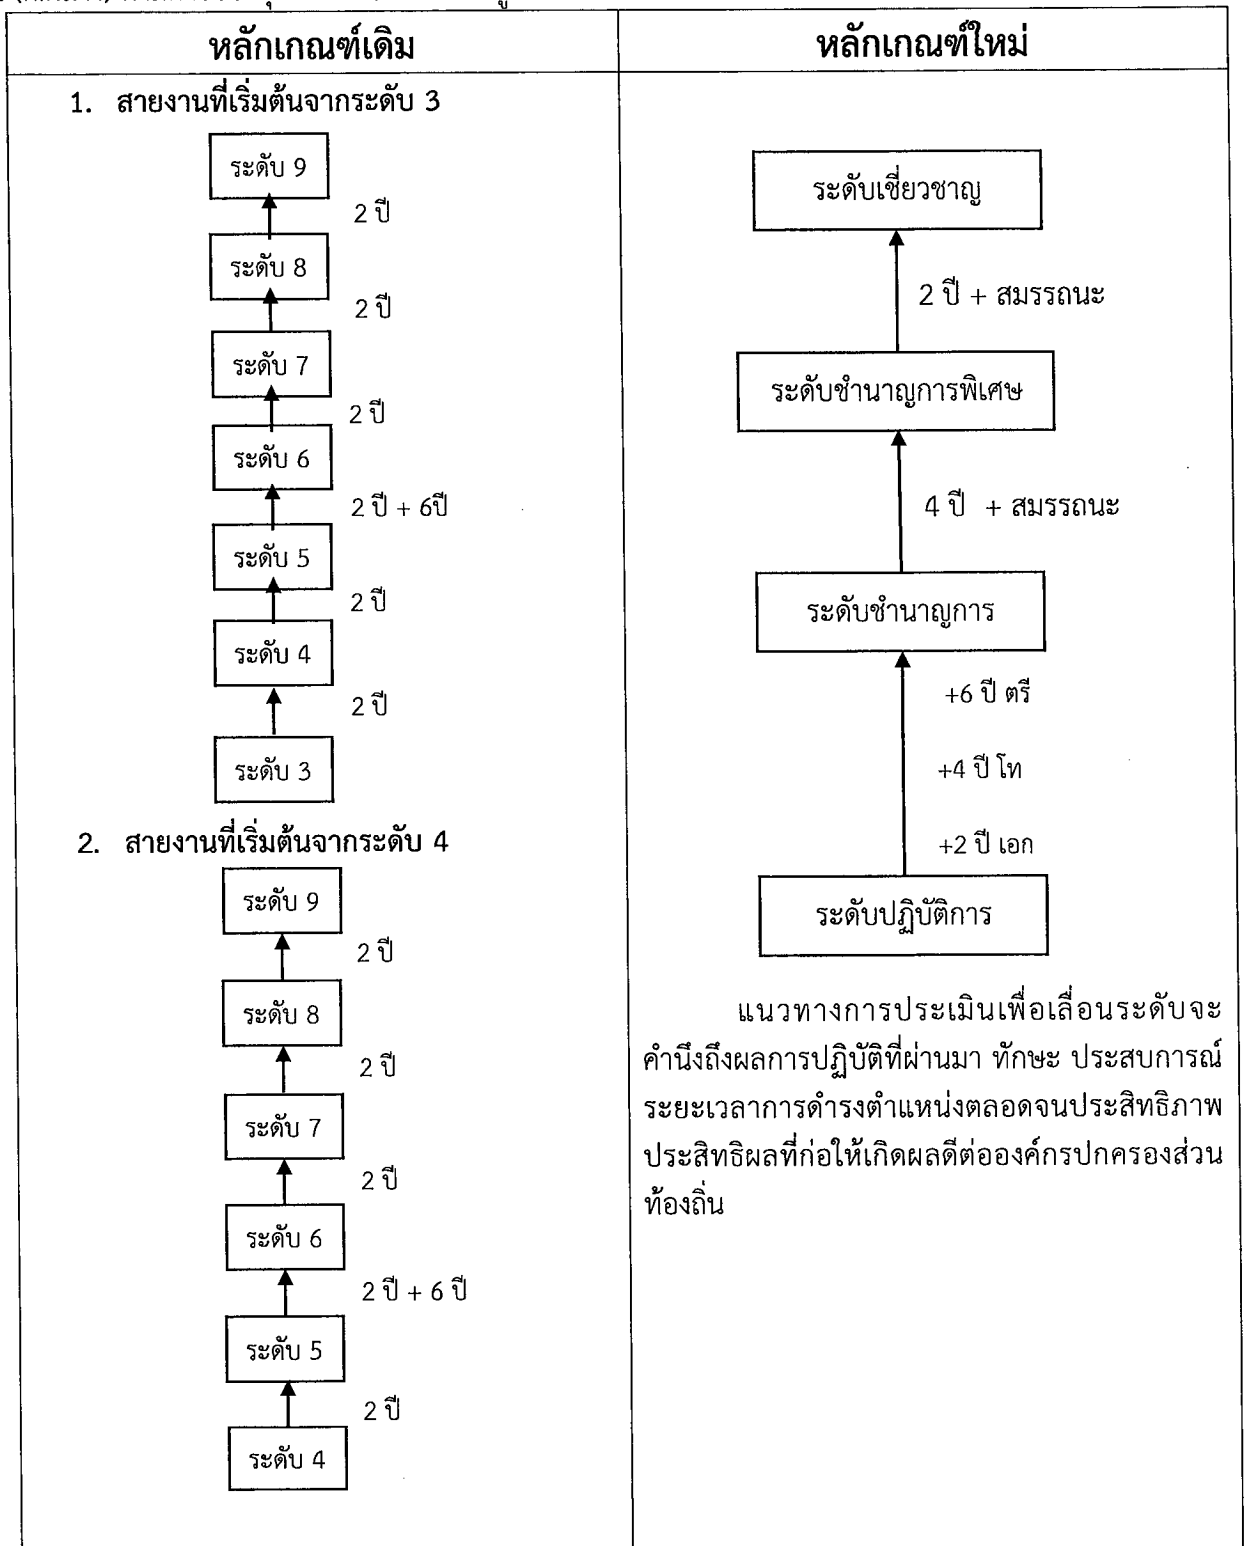 หลักเกณฑ์เดิม
1. สายงานที่เริ่มต้นจากระดับ 3
ระดับ 9
2 ปี
ระดับ 8
2 ปี
ระดับ 7
2 ปี
ระดับ 6
2 ปี + 6ปี
ระดับ 5
2 ปี
ระดับ 4
2 ปี
ระดับ 3
2. สายงานที่เริ่มต้นจากระดับ 4
ระดับ 9
2 ปี
ระดับ 8
2 ปี
ระดับ 7
2 ปี
ระดับ 6
2 ปี + 6 ปี
ระดับ 5
2 ปี
ระดับ 4
หลักเกณฑ์ใหม่
ระดับเชี่ยวชาญ
2 ปี + สมรรถนะ
ระดับชำนาญการพิเศษ
4 ปี + สมรรถนะ
ระดับชำนาญการ
+6 ปี ตรี
+4 ปี โท
+2 ปี เอก
ระดับปฏิบัติการ
แนวทางการประเมินเพื่อเลื่อนระดับจะ
คำนึงถึงผลการปฏิบัติที่ผ่านมา ทักษะ ประสบการณ์
ระยะเวลาการดำรงตำแหน่งตลอดจนประสิทธิภาพ
ประสิทธิผลที่ก่อให้เกิดผลดีต่อองค์กรปกครองส่วน
ท้องถิ่น